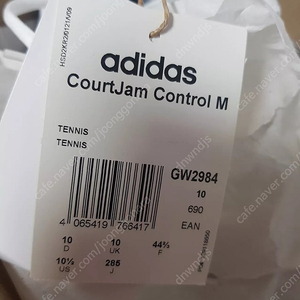 adidas
CourtJam Control M
TENNIS
TENNIS
GW2984
10
690
EAN
4 065419 766417
10 10 44⅔
D UK F
10½ 285
US J